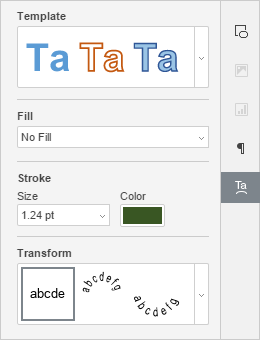 Template
Ta Ta Ta
Fill
No Fill
Stroke
Size Color
1.24 pt
Transform
abcde abcdefg abcdefg
¶
Ta